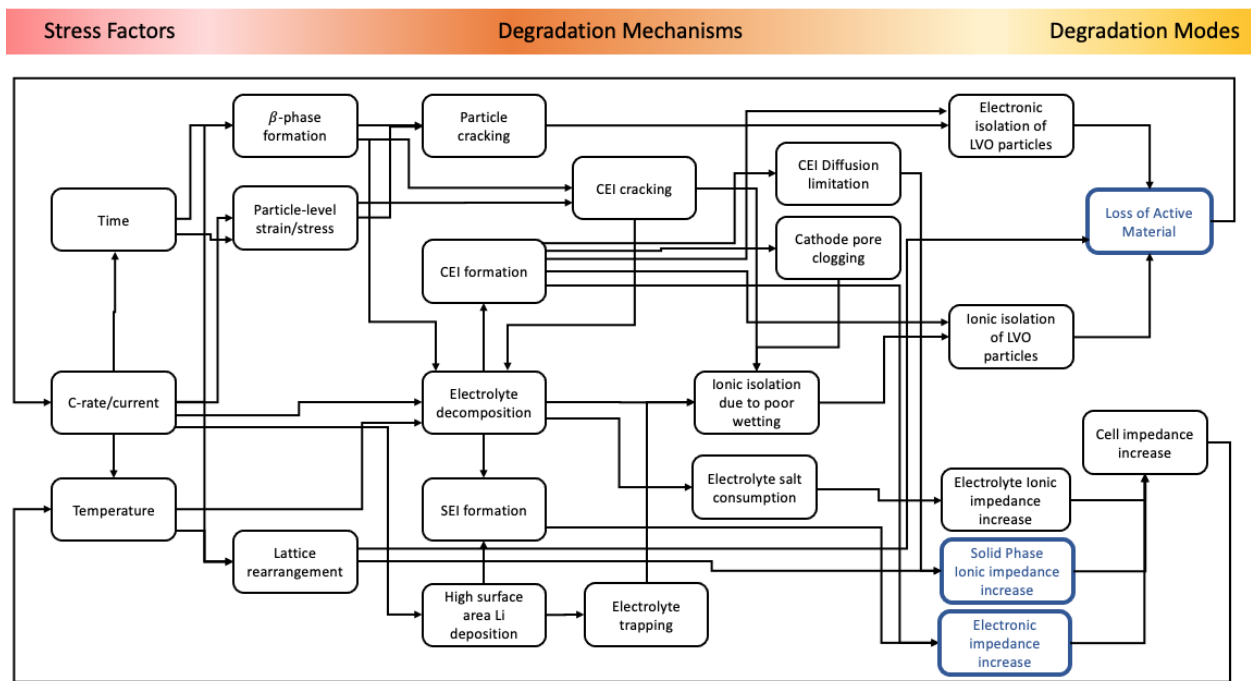 Stress Factors
Degradation Mechanisms
Degradation Modes
β-phase
formation
Particle
cracking
Electronic
isolation of
LVO particles
CEI Diffusion
limitation
CEI cracking
Time
Particle-level
strain/stress
Loss of Active
Material
Cathode pore
clogging
CEI formation
Ionic isolation
of LVO
particles
C-rate/current
Electrolyte
decomposition
Ionic isolation
due to poor
wetting
Cell impedance
increase
Electrolyte salt
consumption
Electrolyte Ionic
impedance
increase
Temperature
SEI formation
Lattice
rearrangement
Solid Phase
Ionic impedance
increase
High surface
area Li
deposition
Electrolyte
trapping
Electronic
impedance
increase